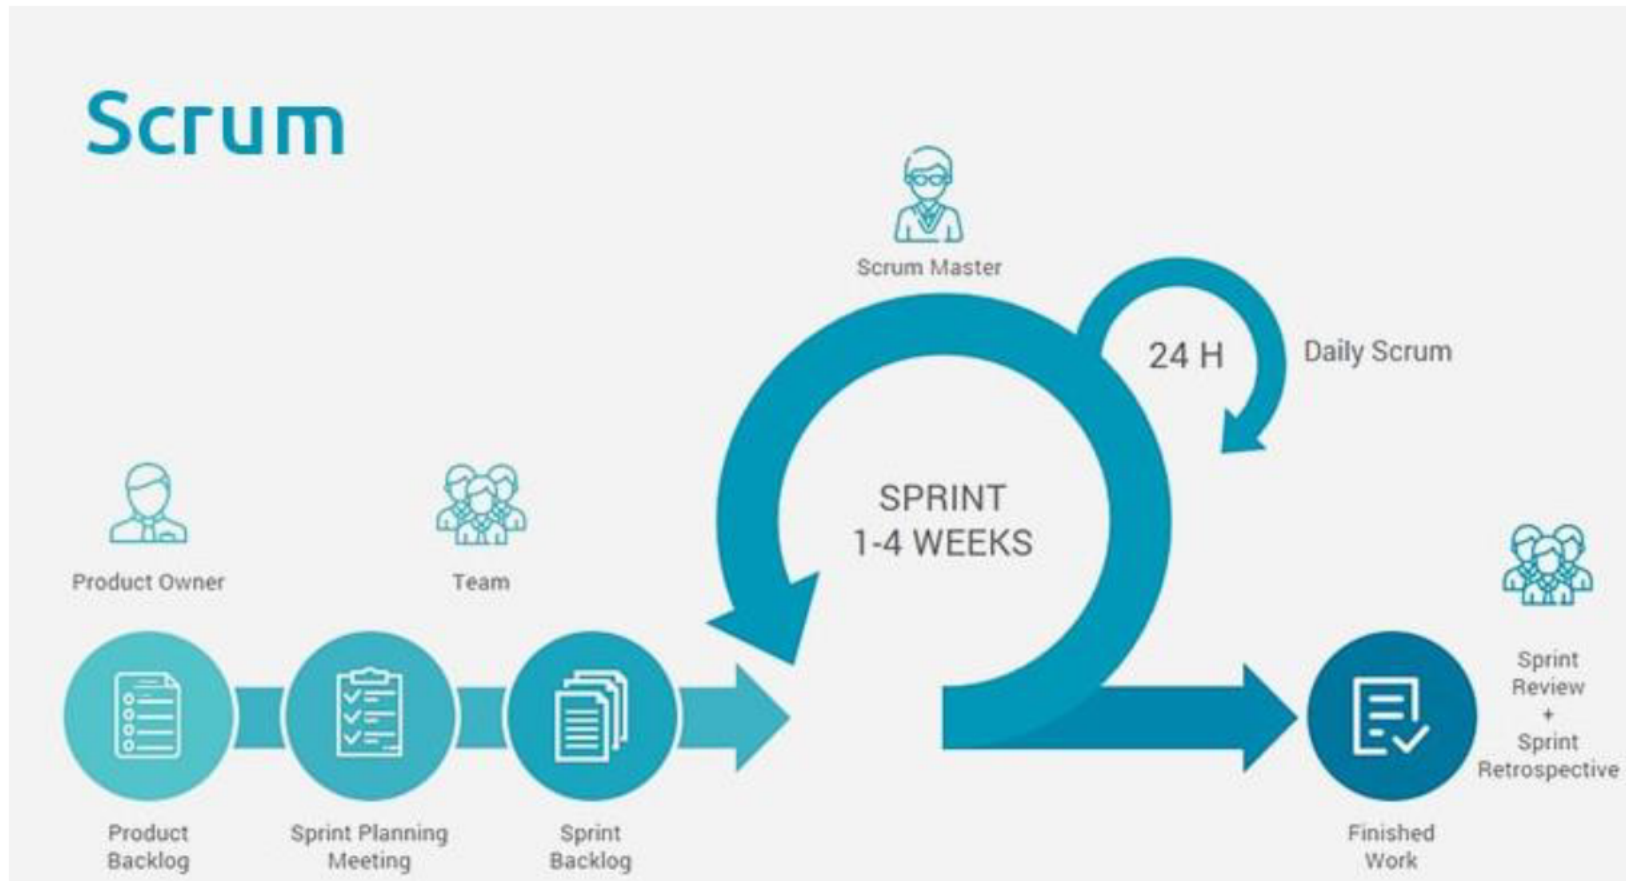 Scrum
Scrum Master
24 H
Daily Scrum
SPRINT
1-4 WEEKS
Product Owner
Team
Sprint
Review
+
Sprint
Retrospective
Product
Backlog
Sprint Planning
Meeting
Sprint
Backlog
Finished
Work